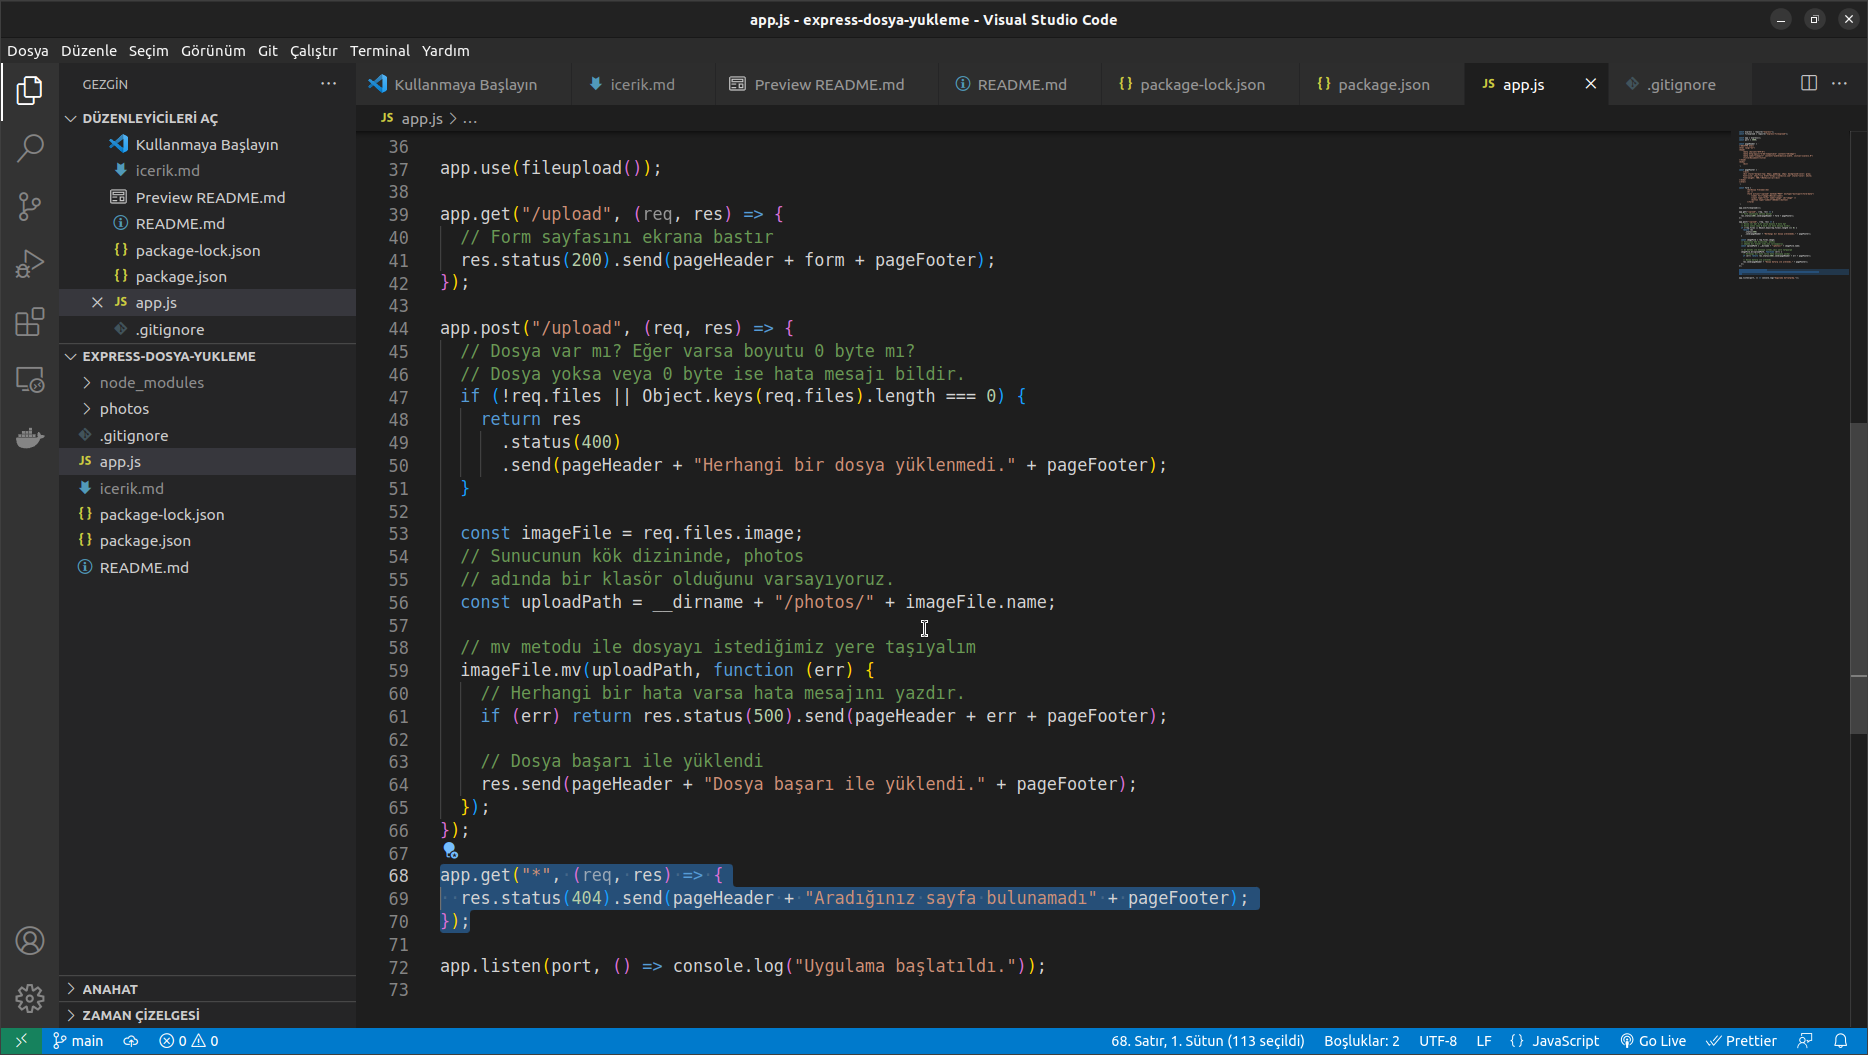 app.js - express-dosya-yukleme - Visual Studio Code
Dosya Düzenle Seçim Görünüm Git Çalıştır Terminal Yardım
GEZGİN
DÜZENLEYİCİLERİ AÇ
Kullanmaya Başlayın
icerik.md
Preview README.md
README.md
package-lock.json
package.json
JS app.js
.gitignore
EXPRESS-DOSYA-YUKLEME
node_modules
photos
.gitignore
JS app.js
icerik.md
package-lock.json
package.json
README.md
ANAHAT
ZAMAN ÇİZELGESİ
Kullanmaya Başlayın icerik.md Preview README.md README.md {} package-lock.json {} package.json JS app.js .gitignore
JS app.js > ...
36
37 app.use(fileupload());
38
39 app.get("/upload", (req, res) => {
40 // Form sayfasını ekrana bastır
41 res.status(200).send(pageHeader + form + pageFooter);
42 });
43
44 app.post("/upload", (req, res) => {
45 // Dosya var mı? Eğer varsa boyutu 0 byte mı?
46 // Dosya yoksa veya 0 byte ise hata mesajı bildir.
47 if (!req.files || Object.keys(req.files).length === 0) {
48 return res
49 .status(400)
50 .send(pageHeader + "Herhangi bir dosya yüklenmedi." + pageFooter);
51 }
52
53 const imageFile = req.files.image;
54 // Sunucunun kök dizininde, photos
55 // adında bir klasör olduğunu varsayıyoruz.
56 const uploadPath = __dirname + "/photos/" + imageFile.name;
57
58 // mv metodu ile dosyayı istediğimiz yere taşıyalım
59 imageFile.mv(uploadPath, function (err) {
60 // Herhangi bir hata varsa hata mesajını yazdır.
61 if (err) return res.status(500).send(pageHeader + err + pageFooter);
62
63 // Dosya başarı ile yüklendi
64 res.send(pageHeader + "Dosya başarı ile yüklendi." + pageFooter);
65 });
66 });
67
68 app.get("*", (req, res) => {
69 res.status(404).send(pageHeader + "Aradığınız sayfa bulunamadı" + pageFooter);
70 });
71
72 app.listen(port, () => console.log("Uygulama başlatıldı."));
73
main 0 0 68. Satır, 1. Sütun (113 seçildi) Boşluklar: 2 UTF-8 LF {} JavaScript Go Live Prettier